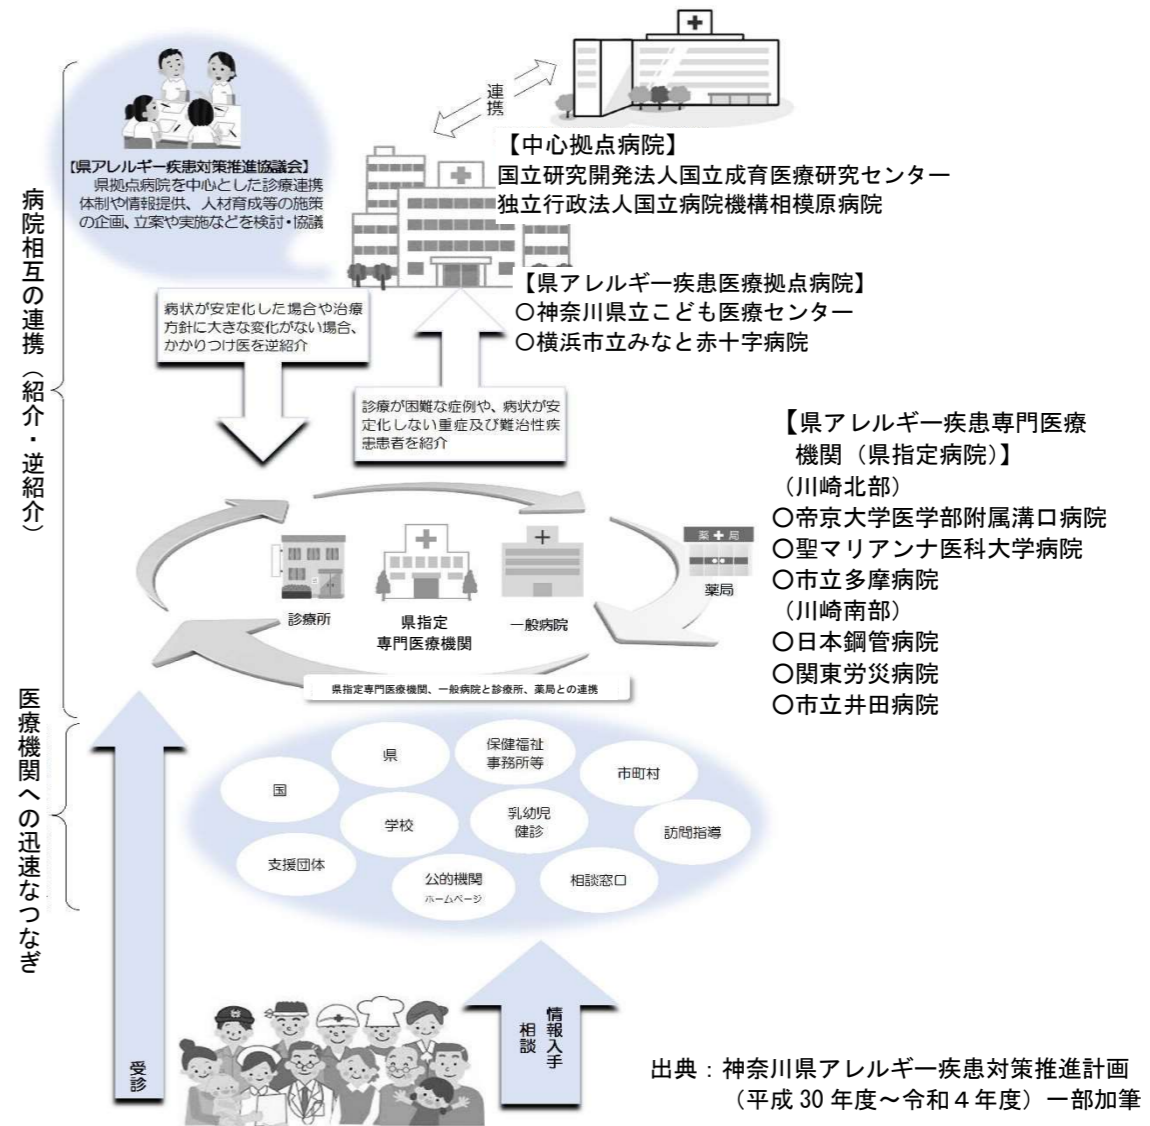 連携
【県アレルギー疾患対策推進協議会】
県拠点病院を中心とした診療連携
体制や情報提供、人材育成等の施策
の企画、立案や実施などを検討・協議
【中心拠点病院】
国立研究開発法人国立成育医療研究センター
独立行政法人国立病院機構相模原病院
【県アレルギー疾患医療拠点病院】
○神奈川県立こども医療センター
○横浜市立みなと赤十字病院
病院相互の連携(紹介・逆紹介)
病状が安定化した場合や治療
方針に大きな変化がない場合、
かかりつけ医を逆紹介
診療が困難な症例や、病状が安
定化しない重症及び難治性疾
患患者を紹介
【県アレルギー疾患専門医療
機関(県指定病院)】
(川崎北部)
○帝京大学医学部附属溝口病院
○聖マリアンナ医科大学病院
○市立多摩病院
(川崎南部)
○日本鋼管病院
○関東労災病院
○市立井田病院
薬局
薬局
診療所
県指定
専門医療機関
一般病院
県指定専門医療機関、一般病院と診療所、薬局との連携
医療機関への迅速なつなぎ
県
保健福祉
事務所等
市町村
国
学校
乳幼児
健診
訪問指導
支援団体
公的機関
ホームページ
相談窓口
受診
情報入手
相談
出典:神奈川県アレルギー疾患対策推進計画
(平成30年度~令和4年度)一部加筆